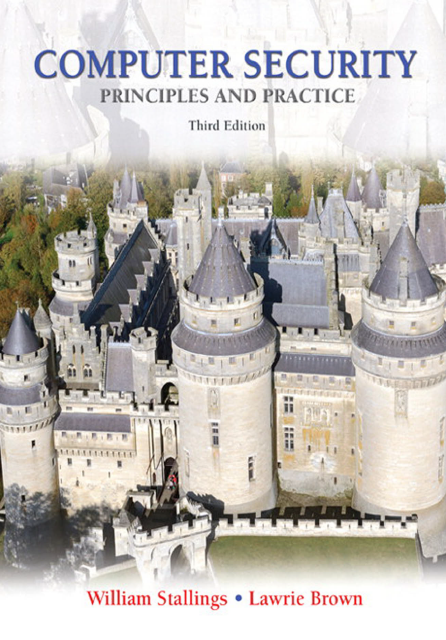 COMPUTER SECURITY
PRINCIPLES AND PRACTICE
Third Edition
William Stallings • Lawrie Brown